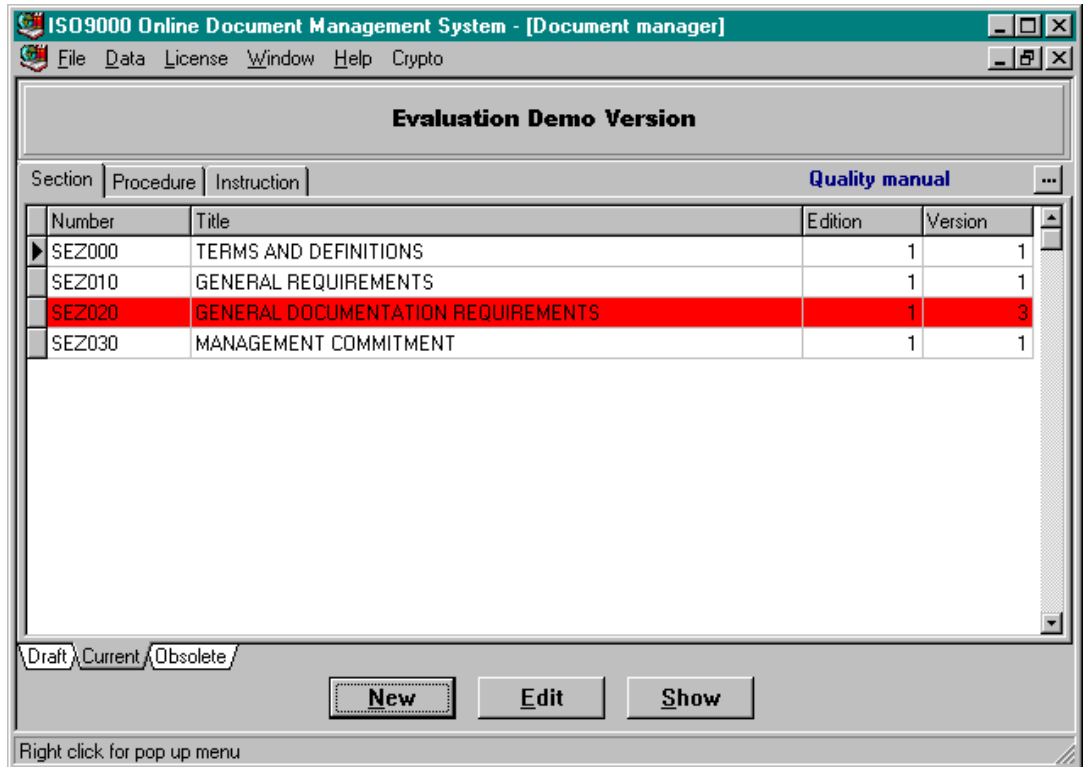 ISO9000 Online Document Management System - [Document manager]
File Data License Window Help Crypto
Evaluation Demo Version
Section Procedure Instruction Quality manual ...
Number Title Edition Version
SEZ000 TERMS AND DEFINITIONS 1 1
SEZ010 GENERAL REQUIREMENTS 1 1
SEZ020 GENERAL DOCUMENTATION REQUIREMENTS 1 3
SEZ030 MANAGEMENT COMMITMENT 1 1
Draft Current Obsolete
New Edit Show
Right click for pop up menu